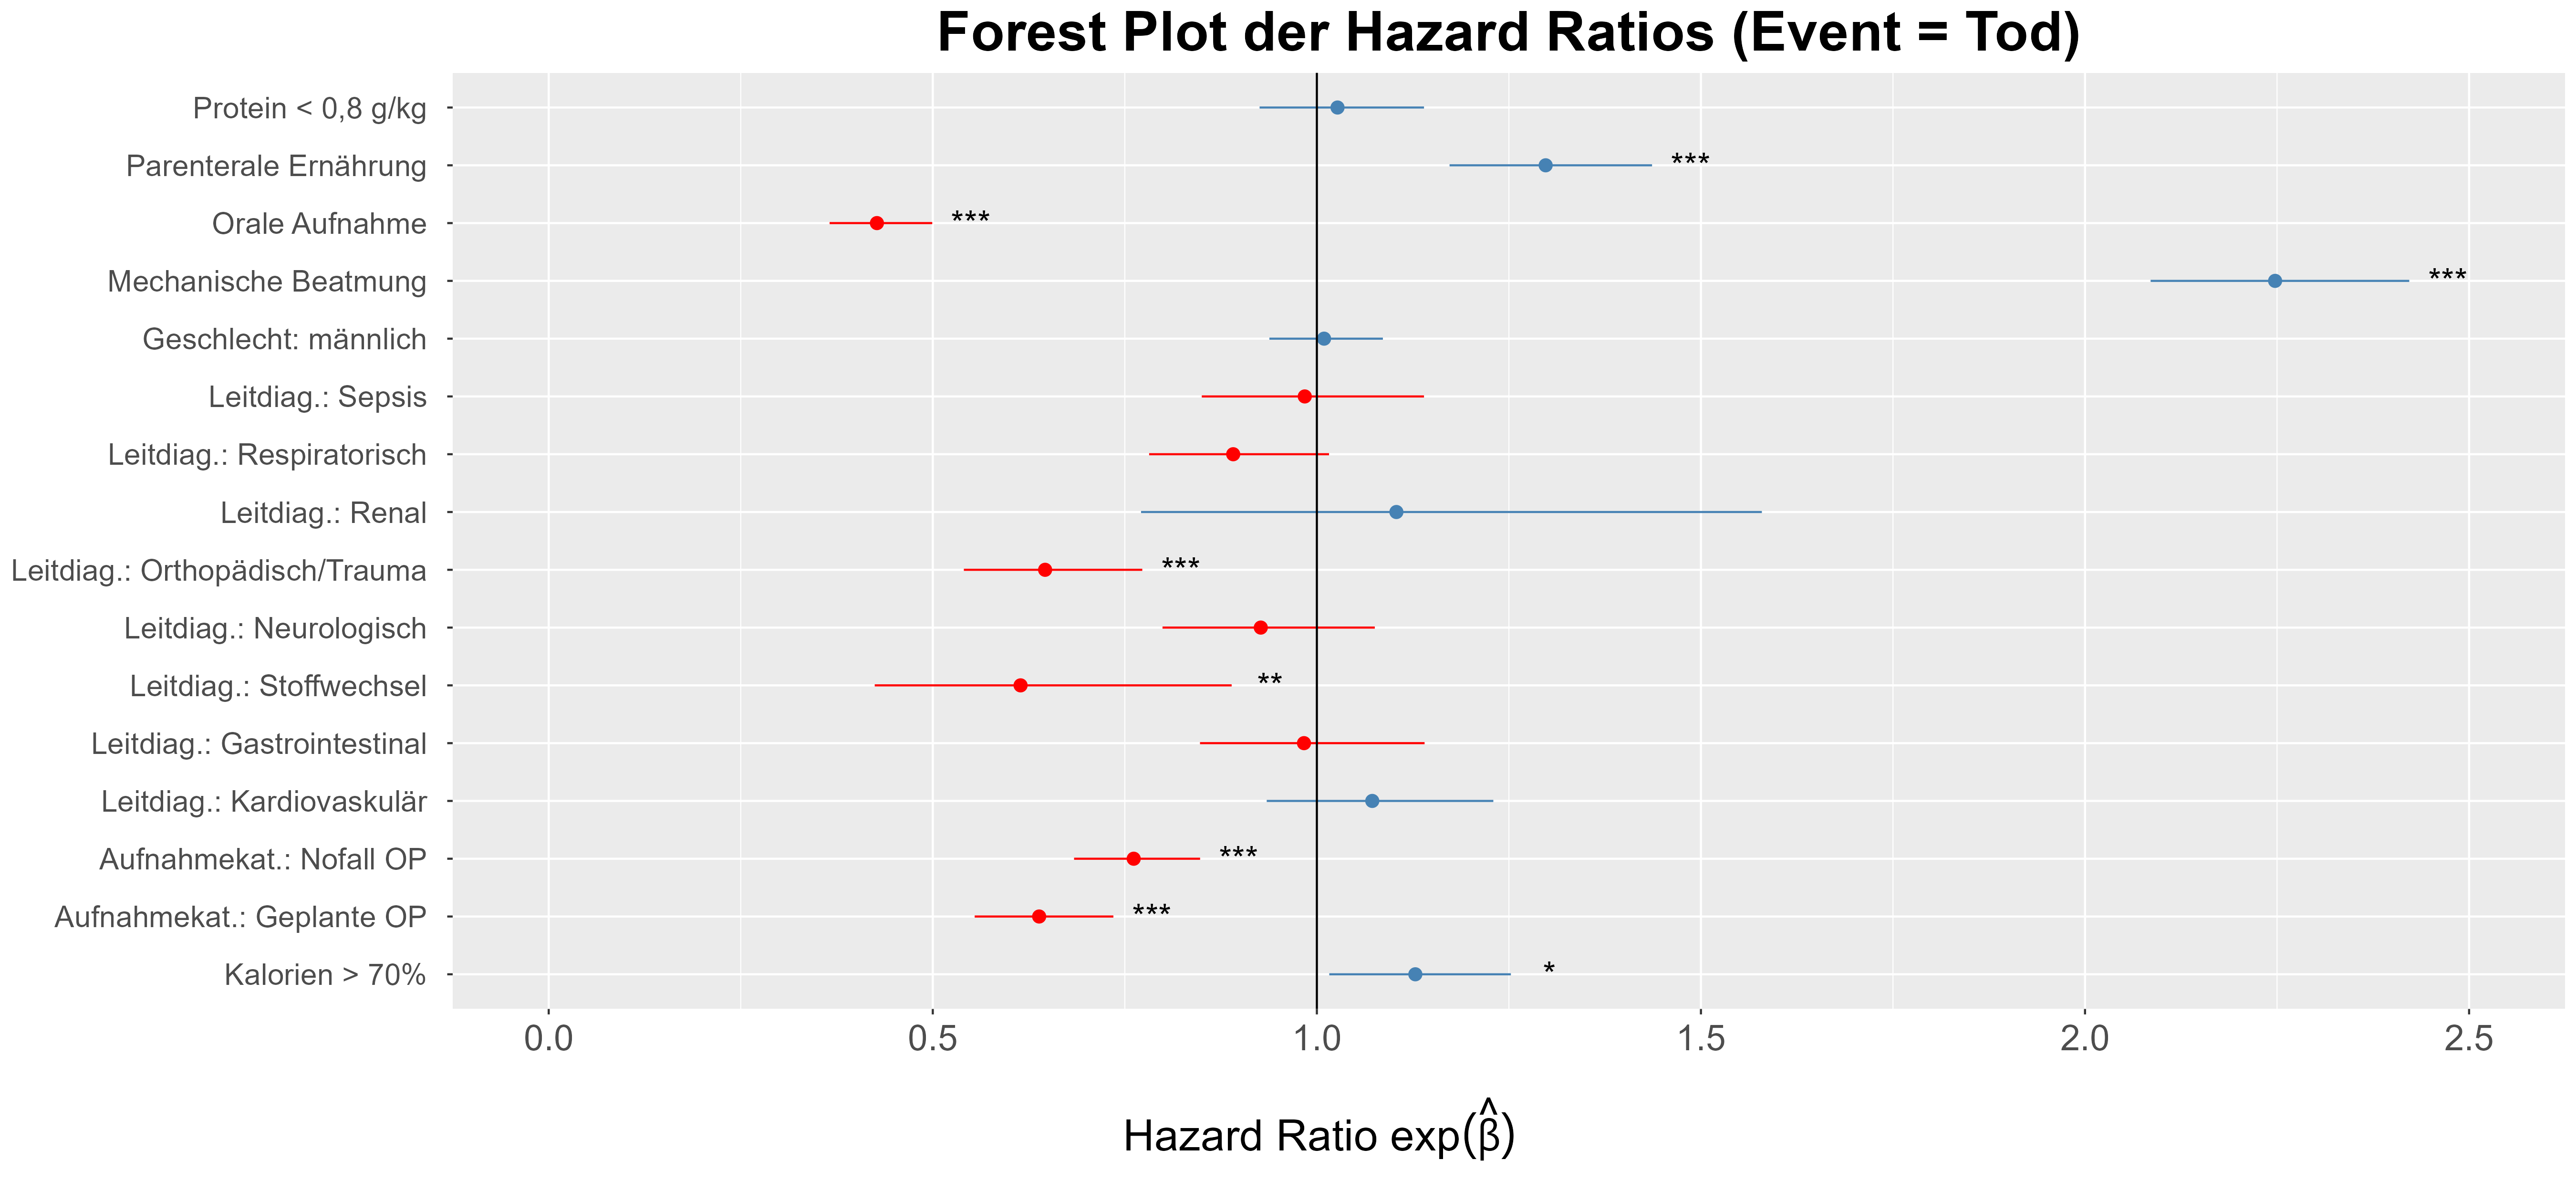 Forest Plot der Hazard Ratios (Event = Tod)
Protein < 0,8 g/kg
Parenterale Ernährung ***
Orale Aufnahme ***
Mechanische Beatmung ***
Geschlecht: männlich
Leitdiag.: Sepsis
Leitdiag.: Respiratorisch
Leitdiag.: Renal
Leitdiag.: Orthopädisch/Trauma ***
Leitdiag.: Neurologisch
Leitdiag.: Stoffwechsel **
Leitdiag.: Gastrointestinal
Leitdiag.: Kardiovaskulär
Aufnahmekat.: Nofall OP ***
Aufnahmekat.: Geplante OP ***
Kalorien > 70% *
0.0 0.5 1.0 1.5 2.0 2.5
Hazard Ratio exp(β̂)